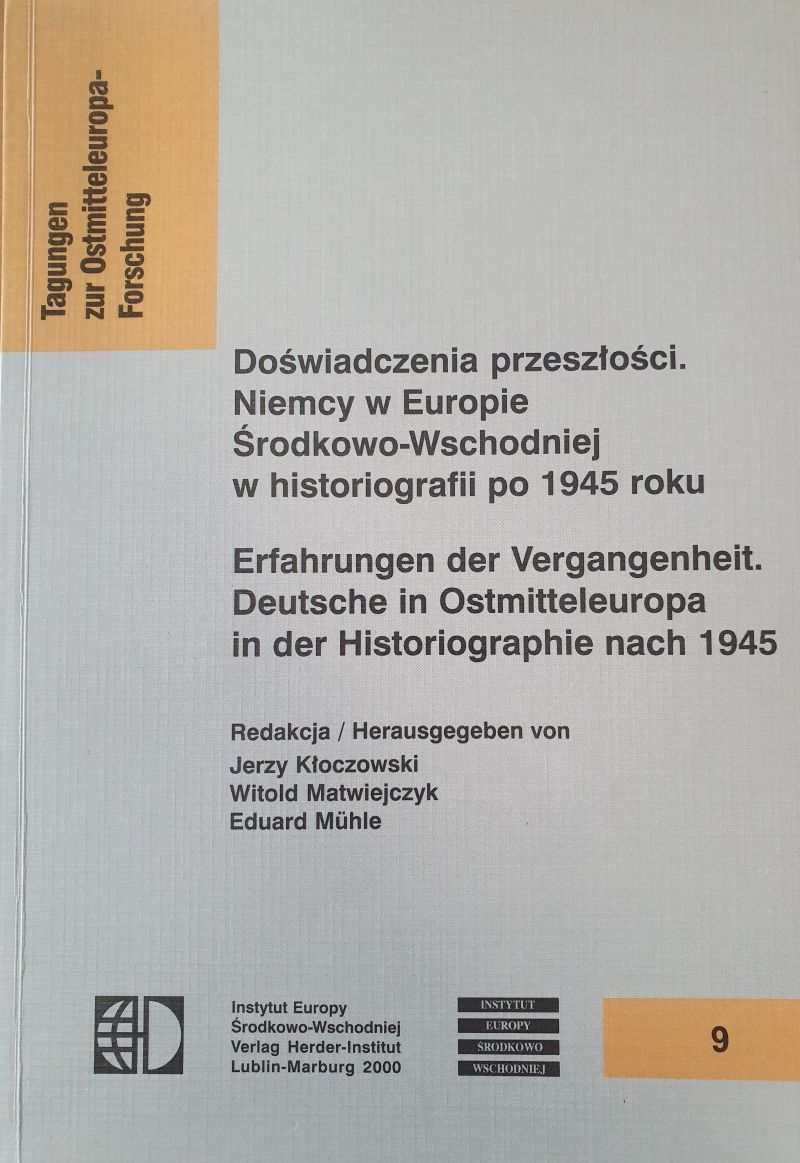 Tagungen
zur Ostmitteleuropa-
Forschung
Doświadczenia przeszłości.
Niemcy w Europie
Środkowo-Wschodniej
w historiografii po 1945 roku
Erfahrungen der Vergangenheit.
Deutsche in Ostmitteleuropa
in der Historiographie nach 1945
Redakcja / Herausgegeben von
Jerzy Kłoczowski
Witold Matwiejczyk
Eduard Mühle
Instytut Europy
Środkowo-Wschodniej
Verlag Herder-Institut
Lublin-Marburg 2000
INSTYTUT
EUROPY
ŚRODKOWO
WSCHODNIEJ
9